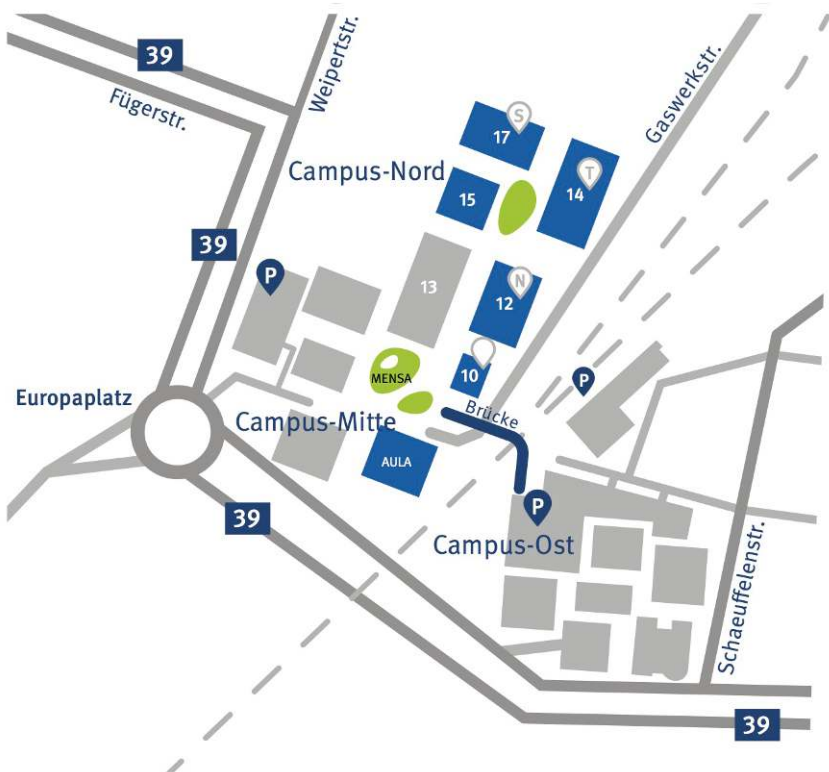 39
Weipertstr.
Fügerstr.
Gaswerkstr.
S
17
Campus-Nord
T
14
15
39
P
13
N
12
MENSA
10
P
Europaplatz
Brücke
Campus-Mitte
AULA
P
39
Campus-Ost
Schaeuffelenstr.
39